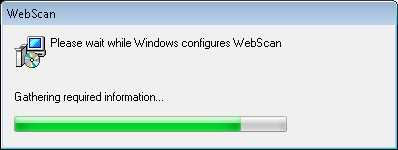 WebScan
Please wait while Windows configures WebScan
Gathering required information...